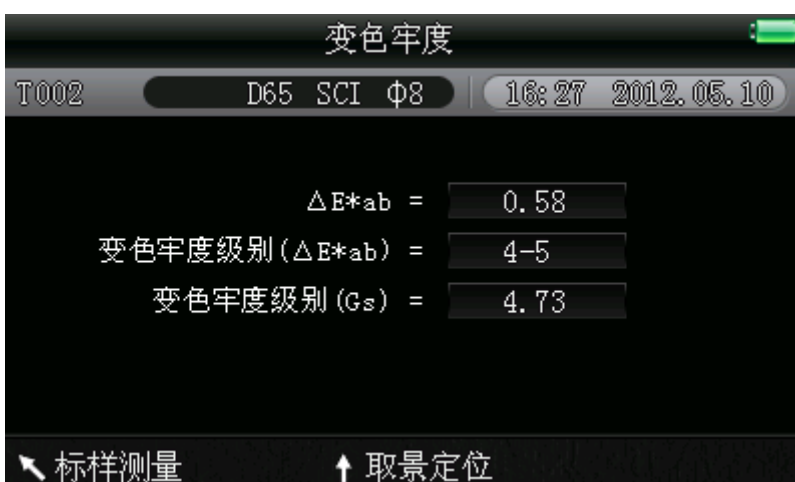 变色牢度
T002 D65 SCI Φ8 16:27 2012.05.10
△E*ab = 0.58
变色牢度级别(△E*ab) = 4-5
变色牢度级别(Gs) = 4.73
标样测量 取景定位